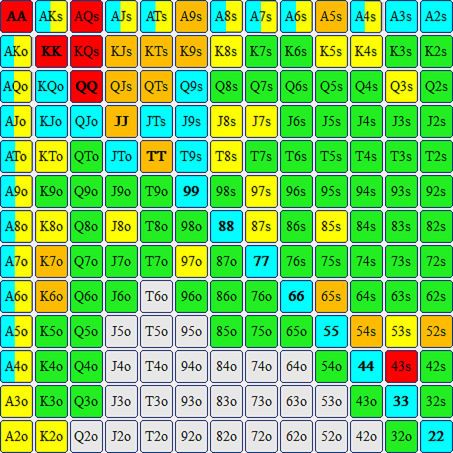 AA AKs AQs AJs ATs A9s A8s A7s A6s A5s A4s A3s A2s
AKo KK KQs KJs KTs K9s K8s K7s K6s K5s K4s K3s K2s
AQo KQo QQ QJs QTs Q9s Q8s Q7s Q6s Q5s Q4s Q3s Q2s
AJo KJo QJo JJ JTs J9s J8s J7s J6s J5s J4s J3s J2s
ATo KTo QTo JTo TT T9s T8s T7s T6s T5s T4s T3s T2s
A9o K9o Q9o J9o T9o 99 98s 97s 96s 95s 94s 93s 92s
A8o K8o Q8o J8o T8o 98o 88 87s 86s 85s 84s 83s 82s
A7o K7o Q7o J7o T7o 97o 87o 77 76s 75s 74s 73s 72s
A6o K6o Q6o J6o T6o 96o 86o 76o 66 65s 64s 63s 62s
A5o K5o Q5o J5o T5o 95o 85o 75o 65o 55 54s 53s 52s
A4o K4o Q4o J4o T4o 94o 84o 74o 64o 54o 44 43s 42s
A3o K3o Q3o J3o T3o 93o 83o 73o 63o 53o 43o 33 32s
A2o K2o Q2o J2o T2o 92o 82o 72o 62o 52o 42o 32o 22